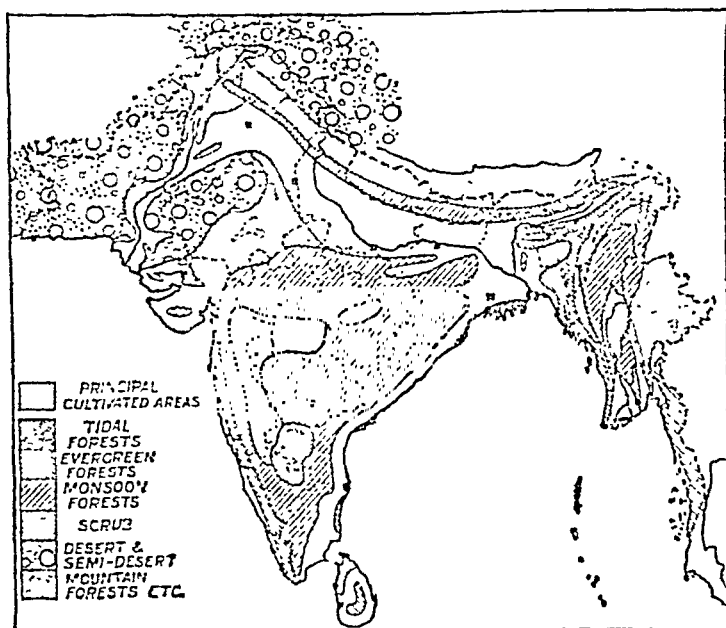 PRINCIPAL
CULTIVATED AREAS
TIDAL
FORESTS
EVERGREEN
FORESTS
MONSOON
FORESTS
SCRUB
DESERT &
SEMI-DESERT
MOUNTAIN
FORESTS ETC.